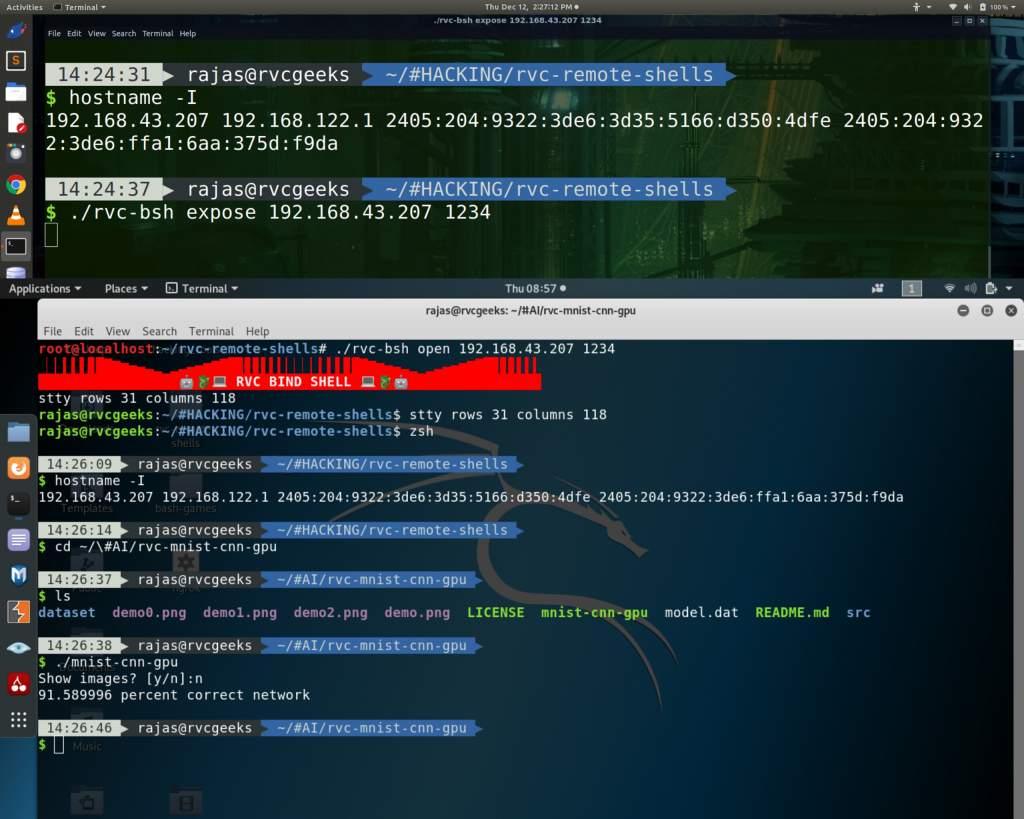 Activities Terminal Thu Dec 12, 2:27:12 PM 100 %
./rvc-bsh expose 192.168.43.207 1234
File Edit View Search Terminal Help
14:24:31 rajas@rvcgeeks ~/#HACKING/rvc-remote-shells
$ hostname -I
192.168.43.207 192.168.122.1 2405:204:9322:3de6:3d35:5166:d350:4dfe 2405:204:932
2:3de6:ffa1:6aa:375d:f9da
14:24:37 rajas@rvcgeeks ~/#HACKING/rvc-remote-shells
$ ./rvc-bsh expose 192.168.43.207 1234
Applications Places Terminal Thu 08:57 1
rajas@rvcgeeks: ~/#AI/rvc-mnist-cnn-gpu
File Edit View Search Terminal Help
root@localhost:~/rvc-remote-shells# ./rvc-bsh open 192.168.43.207 1234
🤖🐉💻 RVC BIND SHELL 💻🐉🤖
stty rows 31 columns 118
rajas@rvcgeeks:~/#HACKING/rvc-remote-shells$ stty rows 31 columns 118
rajas@rvcgeeks:~/#HACKING/rvc-remote-shells$ zsh
shells
14:26:09 rajas@rvcgeeks ~/#HACKING/rvc-remote-shells
$ hostname -I
192.168.43.207 192.168.122.1 2405:204:9322:3de6:3d35:5166:d350:4dfe 2405:204:9322:3de6:ffa1:6aa:375d:f9da
Templates bash-games
14:26:14 rajas@rvcgeeks ~/#HACKING/rvc-remote-shells
$ cd ~/\#AI/rvc-mnist-cnn-gpu
14:26:37 rajas@rvcgeeks ~/#AI/rvc-mnist-cnn-gpu
$ ls
dataset demo0.png demo1.png demo2.png demo.png LICENSE mnist-cnn-gpu model.dat README.md src
14:26:38 rajas@rvcgeeks ~/#AI/rvc-mnist-cnn-gpu
$ ./mnist-cnn-gpu
Show images? [y/n]:n
91.589996 percent correct network
14:26:46 rajas@rvcgeeks ~/#AI/rvc-mnist-cnn-gpu
$
Music